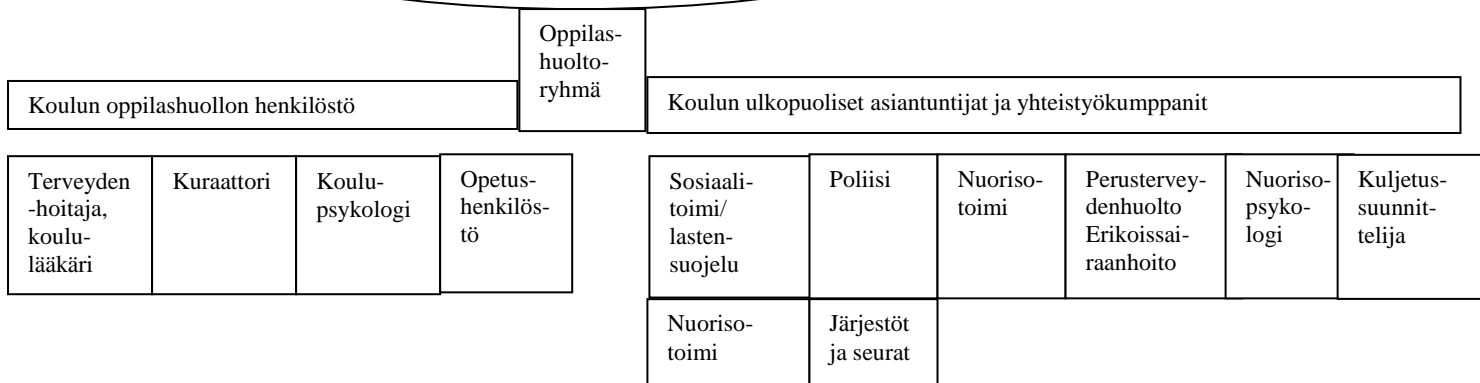 Oppilas-
huolto-
ryhmä
Koulun oppilashuollon henkilöstö
Koulun ulkopuoliset asiantuntijat ja yhteistyökumppanit
Terveyden
-hoitaja,
koulu-
lääkäri
Kuraattori
Koulu-
psykologi
Opetus-
henkilös-
tö
Sosiaali-
toimi/
lasten-
suojelu
Poliisi
Nuoriso-
toimi
Perustervey-
denhuolto
Erikoissai-
raanhoito
Nuoriso-
psyko-
logi
Kuljetus-
suunnit-
telija
Nuoriso-
toimi
Järjestöt
ja seurat